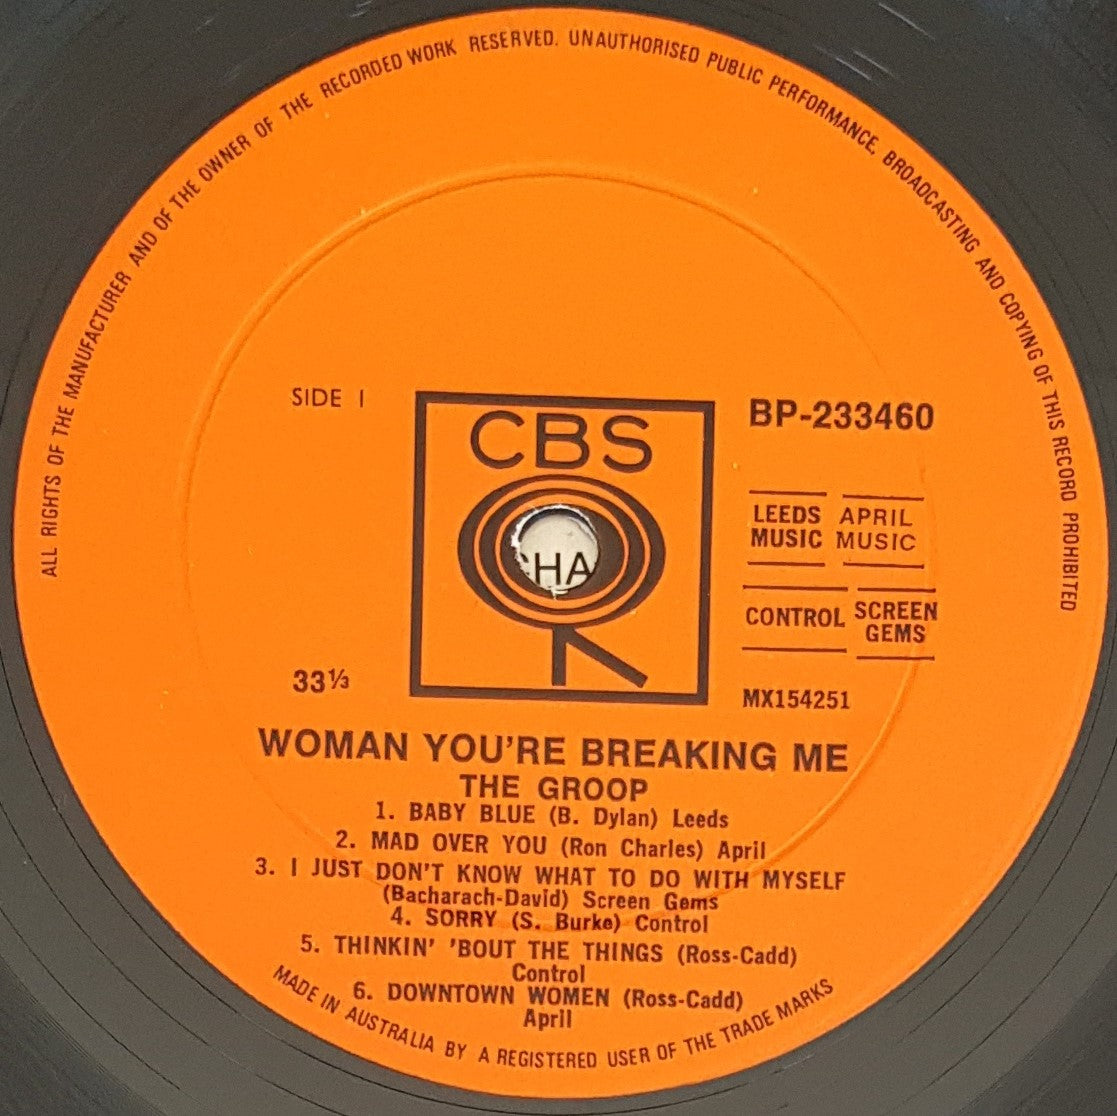 ALL RIGHTS OF THE MANUFACTURER AND OF THE OWNER OF THE RECORDED WORK RESERVED. UNAUTHORISED PUBLIC PERFORMANCE, BROADCASTING AND COPYING OF THIS RECORD PROHIBITED
SIDE 1
CBS
BP-233460
LEEDS MUSIC
APRIL MUSIC
CHA
CONTROL
SCREEN GEMS
33⅓
MX154251
WOMAN YOU'RE BREAKING ME
THE GROOP
1. BABY BLUE (B. Dylan) Leeds
2. MAD OVER YOU (Ron Charles) April
3. I JUST DON'T KNOW WHAT TO DO WITH MYSELF
(Bacharach-David) Screen Gems
4. SORRY (S. Burke) Control
5. THINKIN' 'BOUT THE THINGS (Ross-Cadd)
Control
6. DOWNTOWN WOMEN (Ross-Cadd)
April
MADE IN AUSTRALIA BY A REGISTERED USER OF THE TRADE MARKS